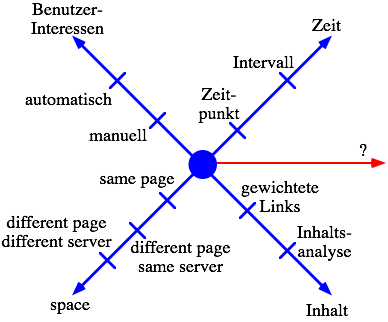 Benutzer-
Interessen
Zeit
Intervall
automatisch
Zeit-
punkt
manuell
?
same page
gewichtete
Links
different page
different server
different page
same server
Inhalts-
analyse
space
Inhalt